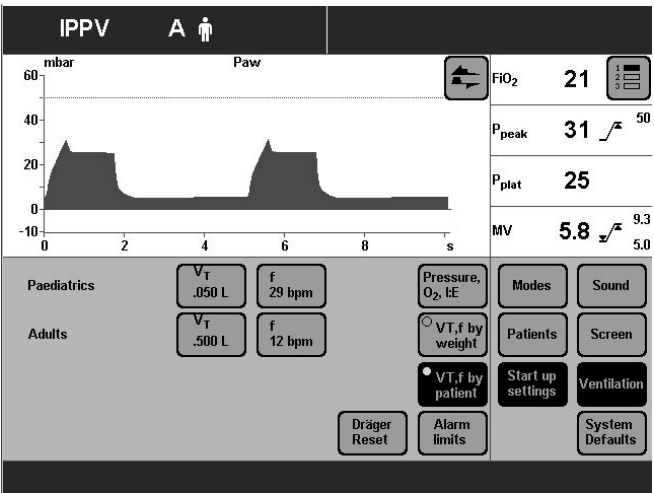 IPPV A
mbar Paw
60
40
20
0
-10
0 2 4 6 8 s
FiO2 21
1
2
3
Ppeak 31 50
Pplat 25
MV 5.8 9.3
5.0
Paediatrics
VT
.050 L
f
29 bpm
Pressure,
O2, I:E
Modes
Sound
Adults
VT
.500 L
f
12 bpm
VT,f by
weight
Patients
Screen
VT,f by
patient
Start up
settings
Ventilation
Dräger
Reset
Alarm
limits
System
Defaults